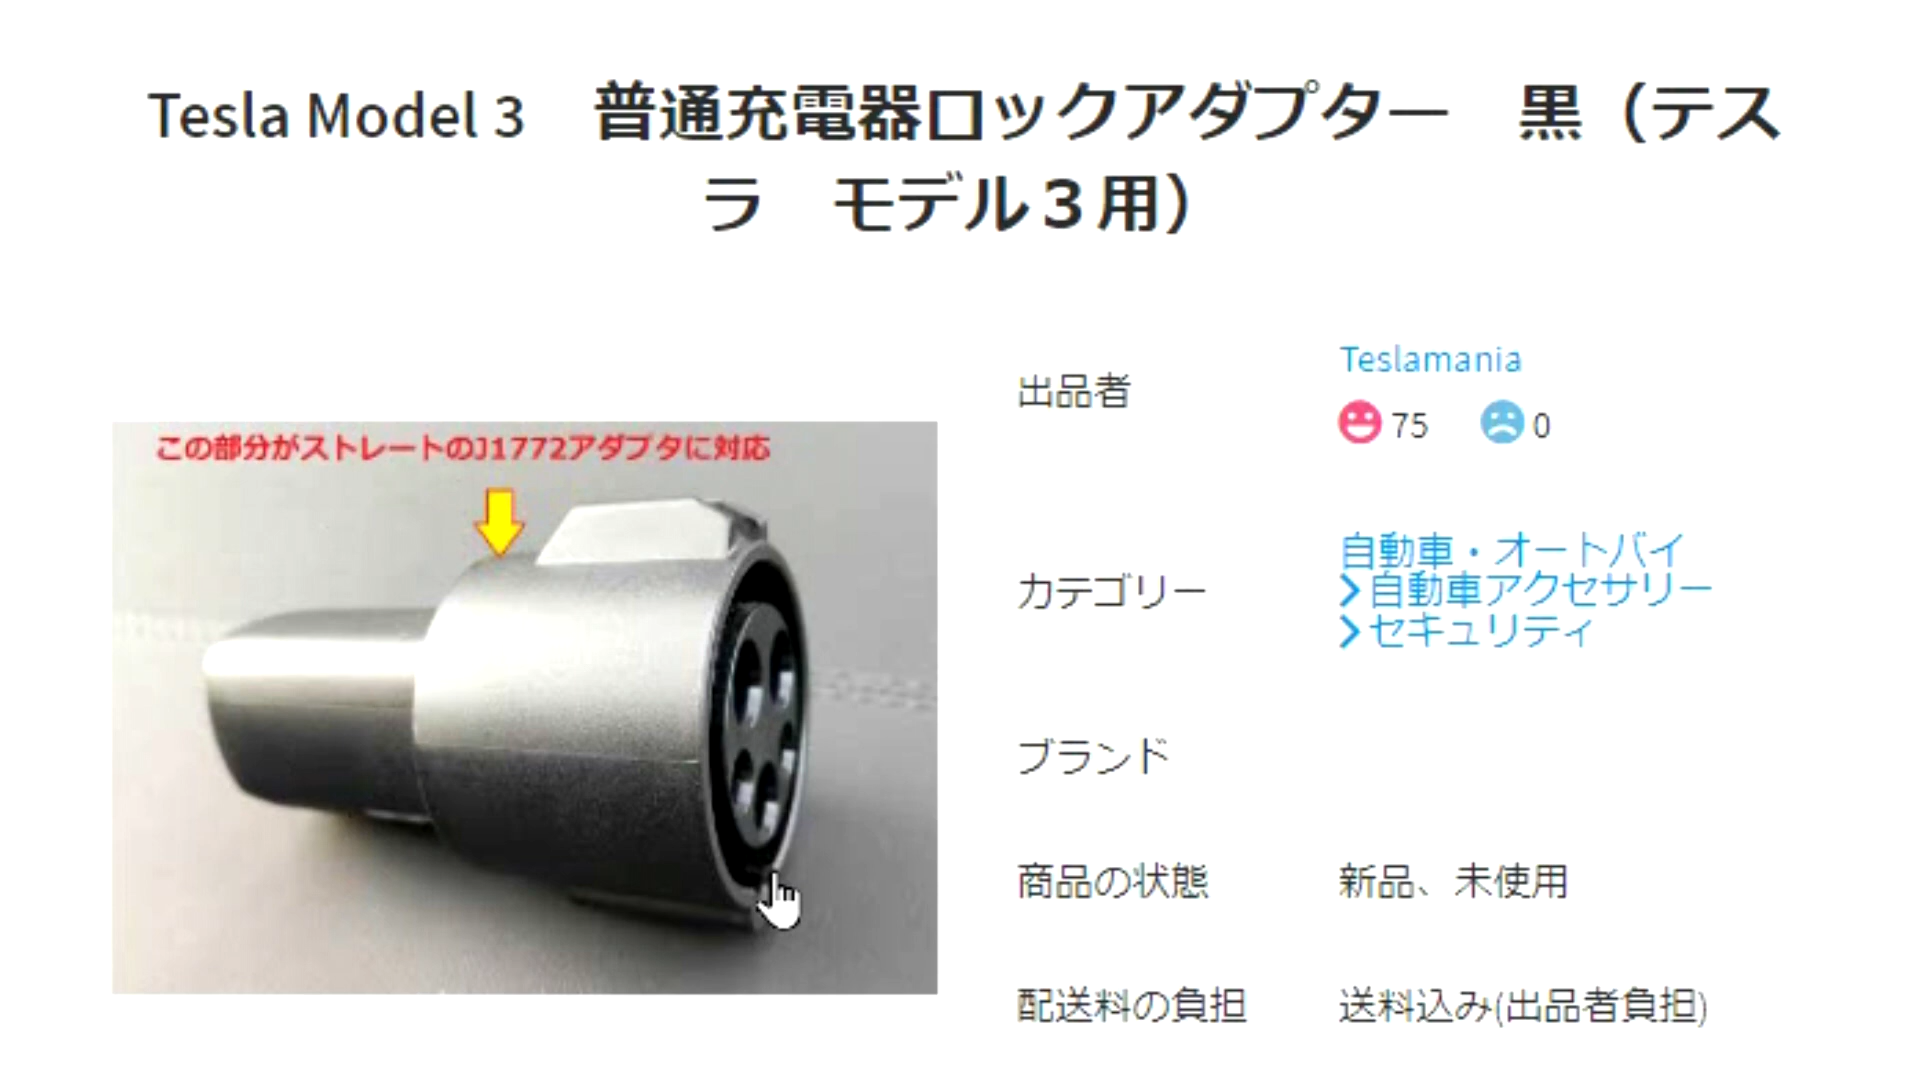 Tesla Model 3　普通充電器ロックアダプター　黒（テス
ラ　モデル３用）
この部分がストレートのJ1772アダプタに対応
出品者
Teslamania
75 0
カテゴリー
自動車・オートバイ
自動車アクセサリー
セキュリティ
ブランド
商品の状態
新品、未使用
配送料の負担
送料込み(出品者負担)